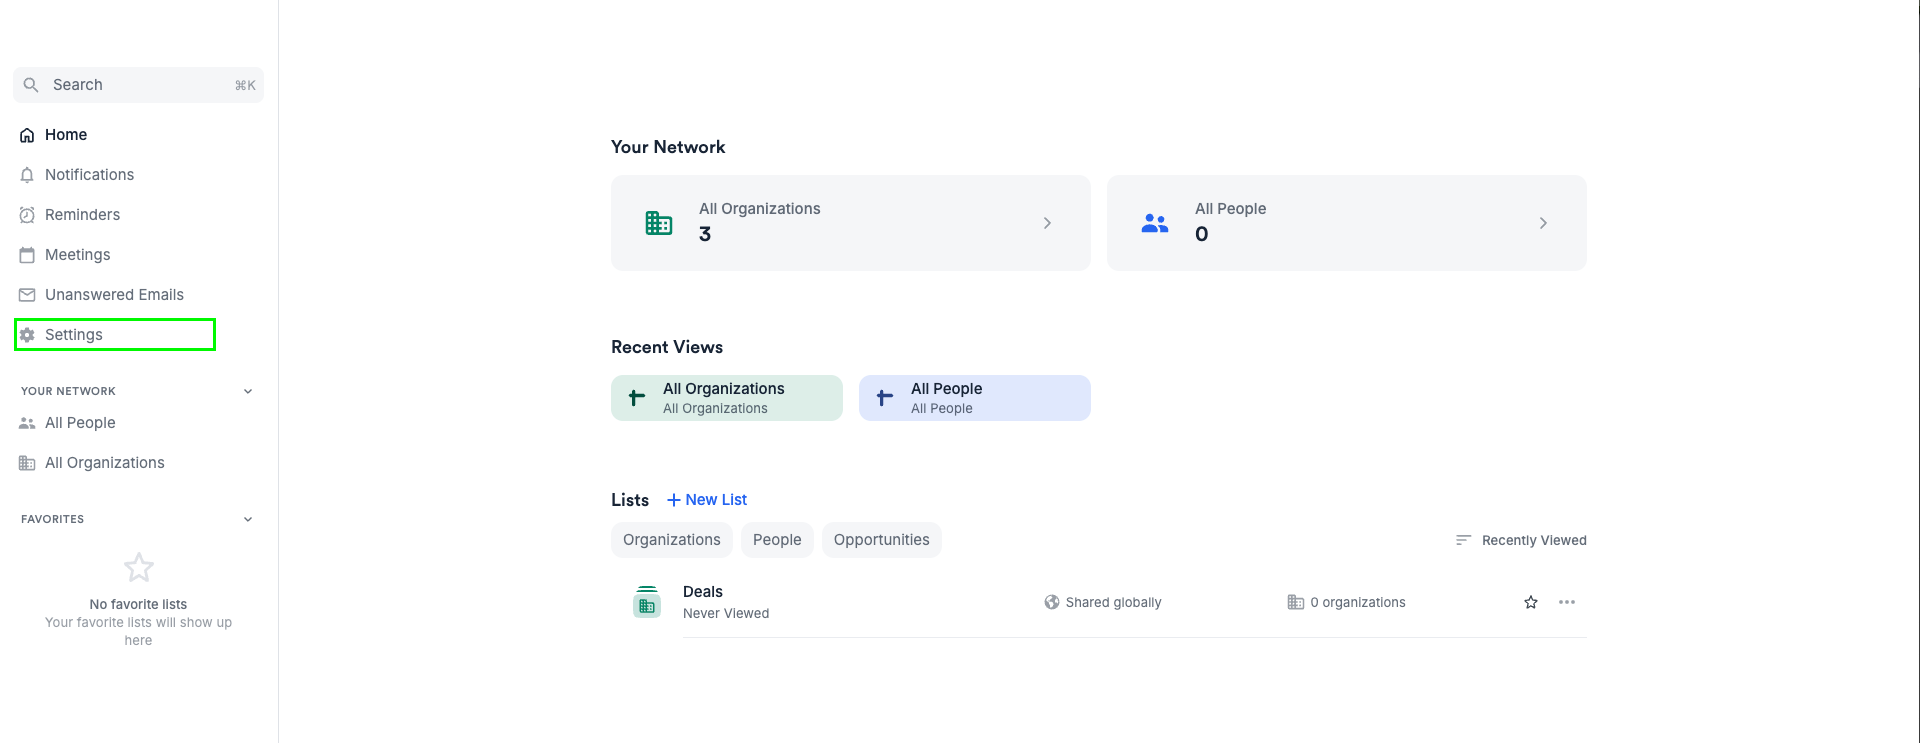 Search ⌘K
Home
Notifications
Reminders
Meetings
Unanswered Emails
Settings
YOUR NETWORK
All People
All Organizations
FAVORITES
No favorite lists
Your favorite lists will show up
here
Your Network
All Organizations
3
All People
0
Recent Views
All Organizations
All Organizations
All People
All People
Lists + New List
Organizations People Opportunities Recently Viewed
Deals
Never Viewed
Shared globally
0 organizations